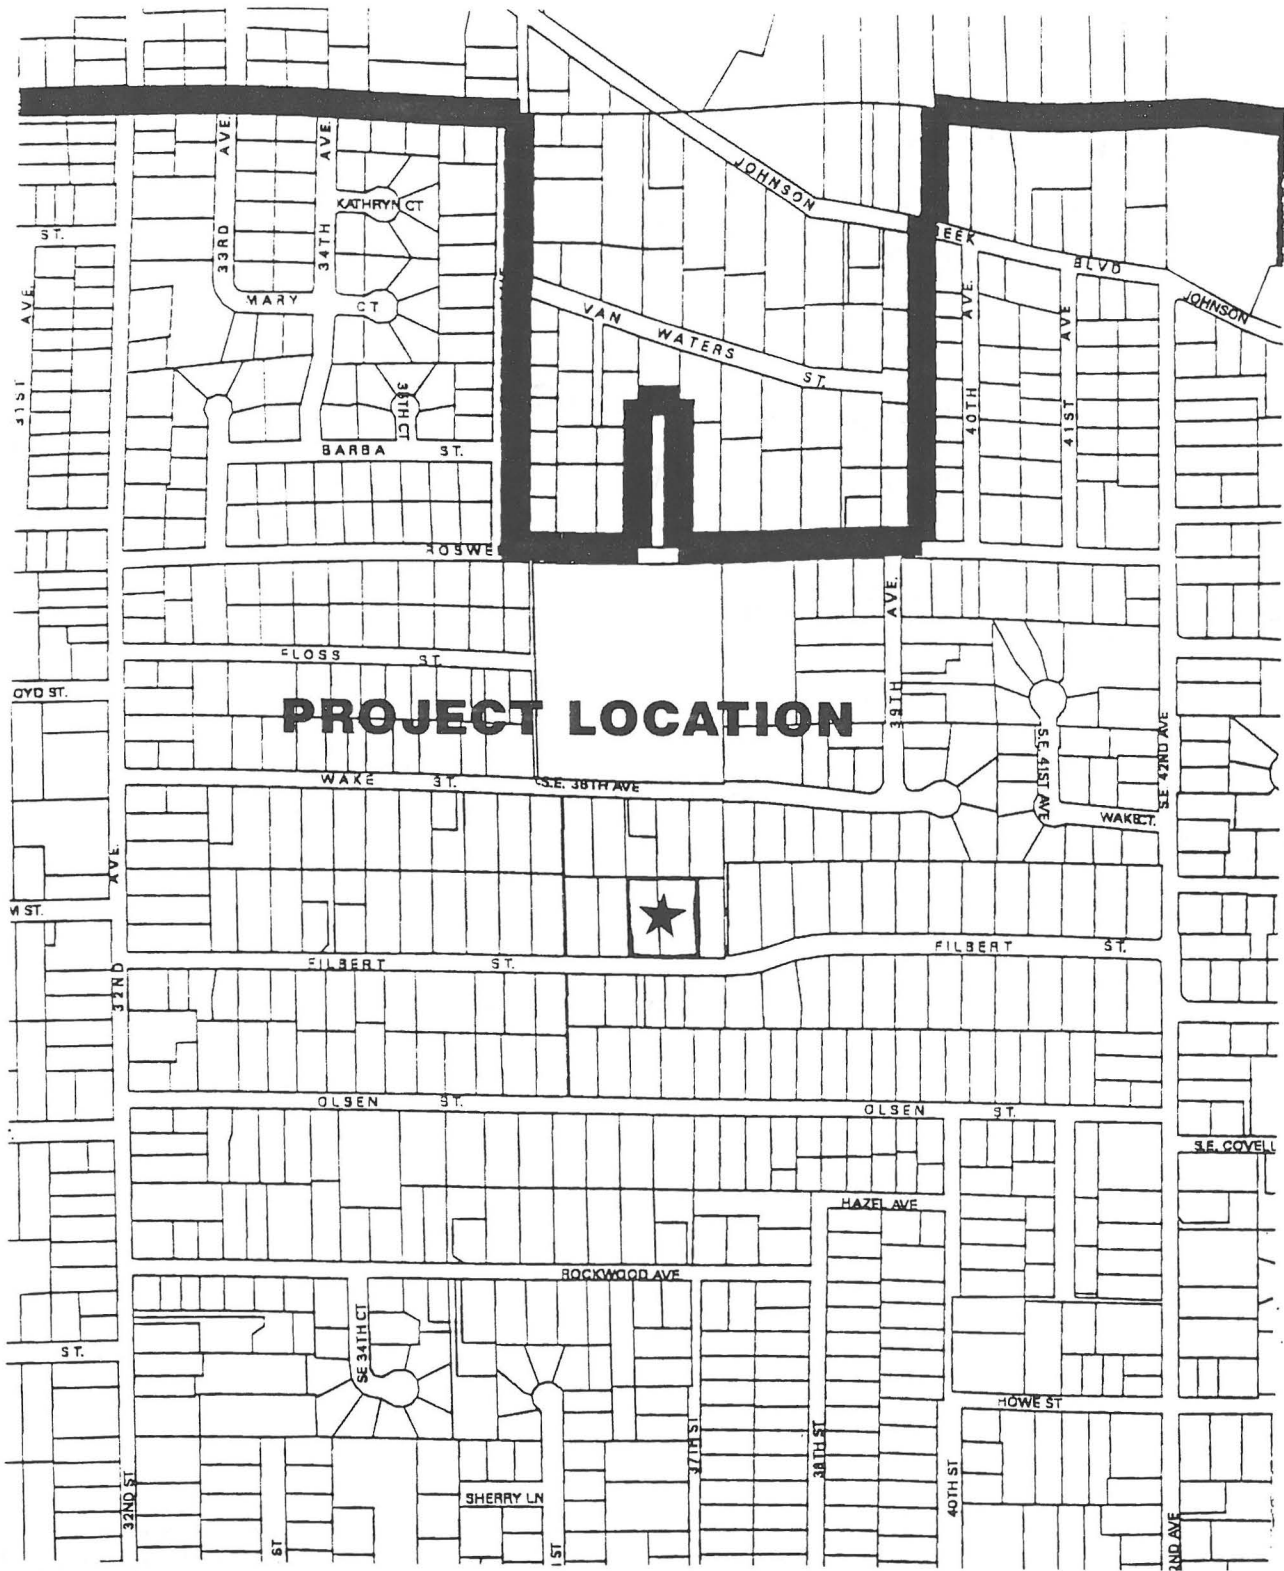 33RD AVE.
34TH AVE.
KATHRYN CT
JOHNSON
EEK
BLVD
JOHNSON
ST.
31ST AVE.
MARY CT
VAN WATERS ST.
40TH AVE.
41ST AVE
36TH CT
BARBA ST.
ROSWE
39TH AVE.
FLOSS ST.
OYD ST.
PROJECT LOCATION
S.E. 41ST AVE
S.E. 42ND AVE
WAKE ST.
S.E. 38TH AVE
WAKE CT.
32ND AVE.
M ST.
FILBERT ST.
FILBERT ST.
OLSEN ST.
OLSEN ST.
S.E. COVELL
HAZEL AVE
ROCKWOOD AVE
SE 34TH CT
ST.
HOWE ST
37TH ST
38TH ST
40TH ST
32ND ST
SHERRY LN
ST
ST
2ND AVE